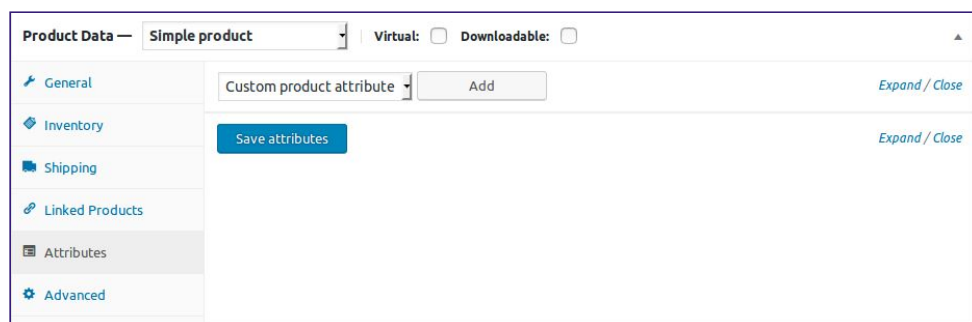 Product Data — Simple product Virtual: Downloadable:
General
Custom product attribute Add Expand / Close
Inventory
Save attributes Expand / Close
Shipping
Linked Products
Attributes
Advanced